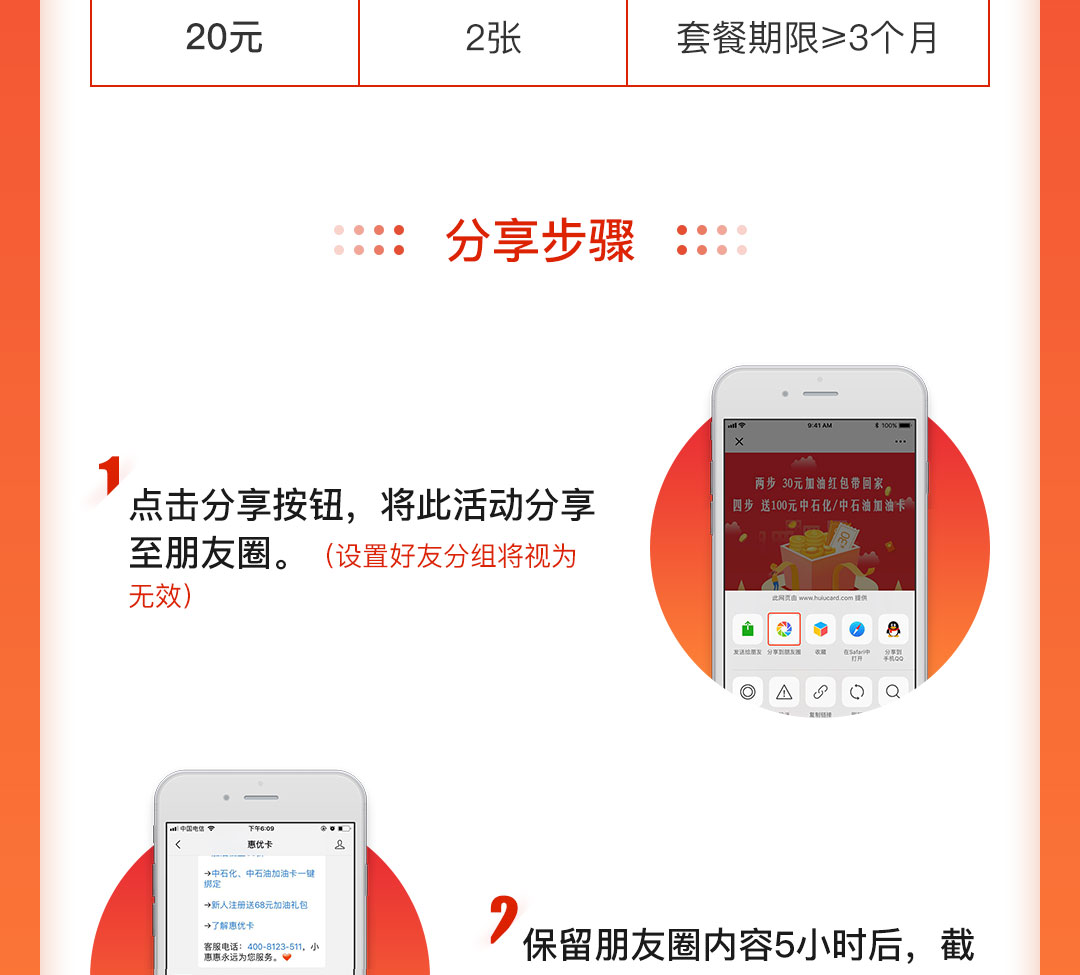 20元 2张 套餐期限≥3个月
分享步骤
1
点击分享按钮，将此活动分享
至朋友圈。（设置好友分组将视为
无效）
9:41 AM 100%
两步 30元加油红包带回家
四步 送100元中石化/中石油加油卡
30
此网页由 www.huiucard.com 提供
发送给朋友 分享到朋友圈 收藏 在Safari中 分享到
打开 手机QQ
复制链接
中国电信 下午6:09
惠优卡
→中石化、中石油加油卡一键
绑定
→新人注册送68元加油礼包
→了解惠优卡
客服电话：400-8123-511，小
惠惠永远为您服务。
2
保留朋友圈内容5小时后，截